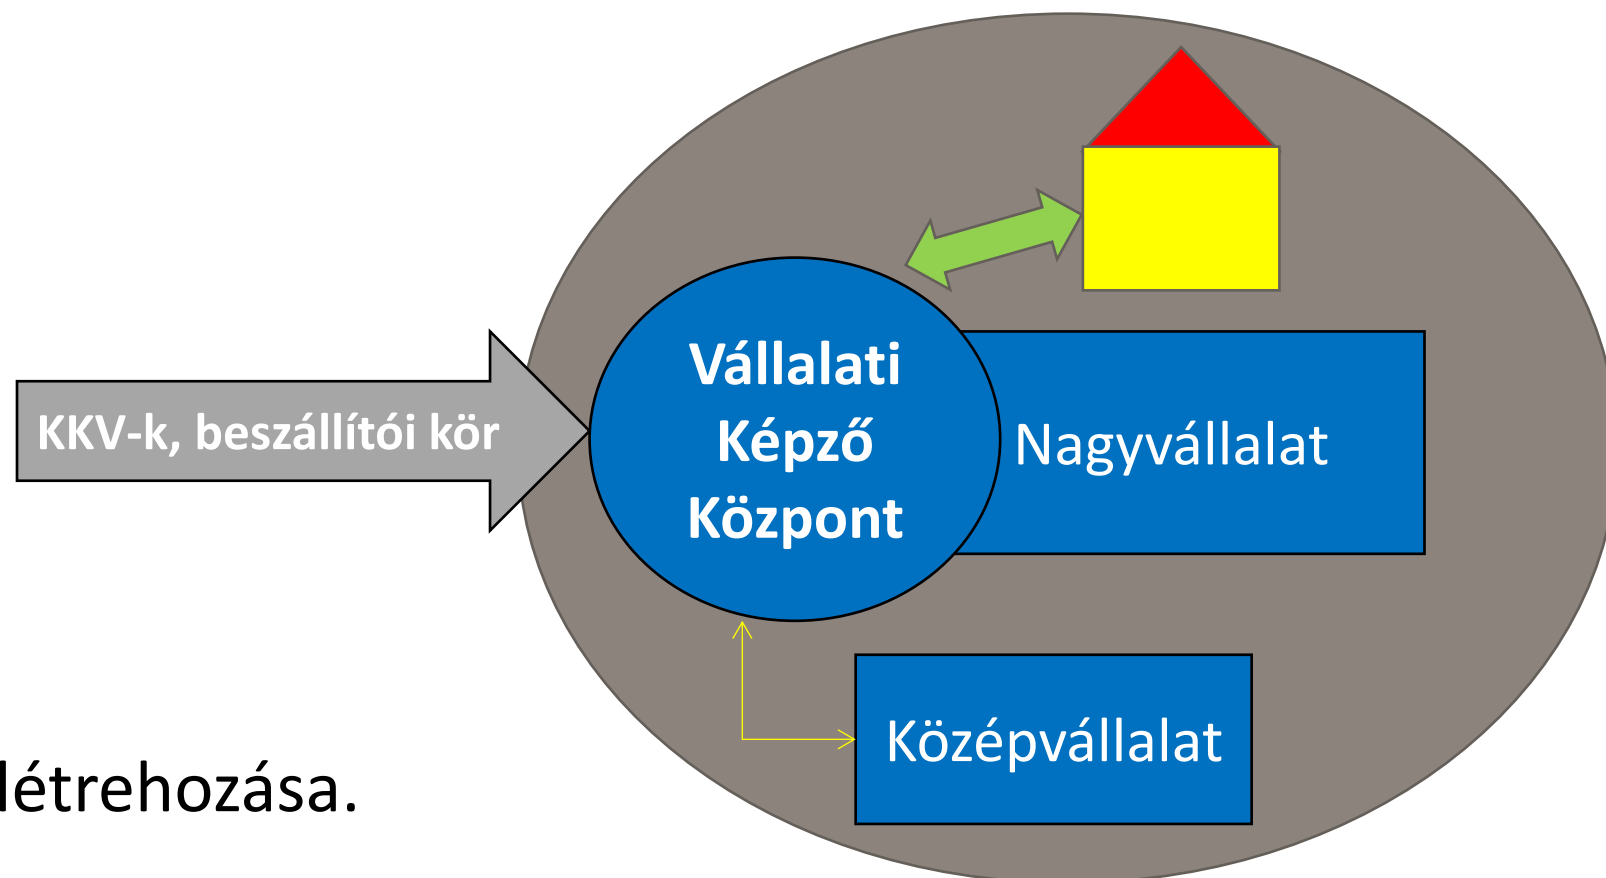 KKV-k, beszállítói kör
Vállalati
Képző
Központ
Nagyvállalat
Középvállalat
létrehozása.